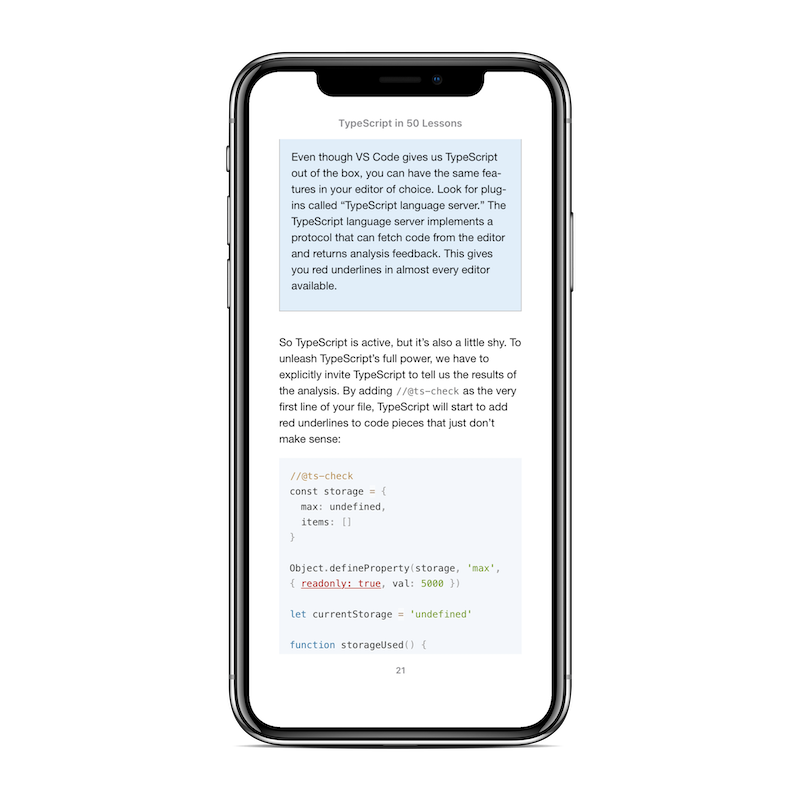 TypeScript in 50 Lessons
Even though VS Code gives us TypeScript
out of the box, you can have the same fea-
tures in your editor of choice. Look for plug-
ins called “TypeScript language server.” The
TypeScript language server implements a
protocol that can fetch code from the editor
and returns analysis feedback. This gives
you red underlines in almost every editor
available.
So TypeScript is active, but it’s also a little shy. To
unleash TypeScript’s full power, we have to
explicitly invite TypeScript to tell us the results of
the analysis. By adding //@ts-check as the very
first line of your file, TypeScript will start to add
red underlines to code pieces that just don’t
make sense:
//@ts-check
const storage = {
  max: undefined,
  items: []
}
Object.defineProperty(storage, 'max',
{ readonly: true, val: 5000 })
let currentStorage = 'undefined'
function storageUsed() {
21